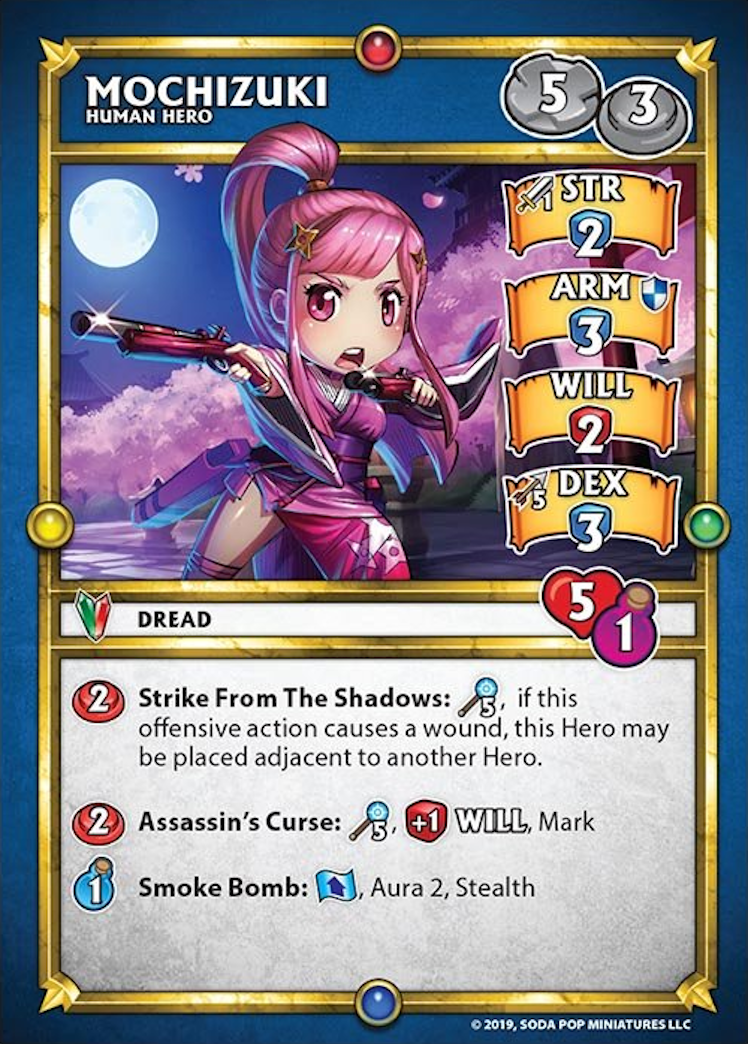 MOCHIZUKI
HUMAN HERO
5 3
1 STR
2
ARM
3
WILL
2
5 DEX
3
5
DREAD
1
2 Strike From The Shadows: 5, if this
offensive action causes a wound, this Hero may
be placed adjacent to another Hero.
2 Assassin's Curse: 5, +1 WILL, Mark
1 Smoke Bomb: , Aura 2, Stealth
© 2019, SODA POP MINIATURES LLC